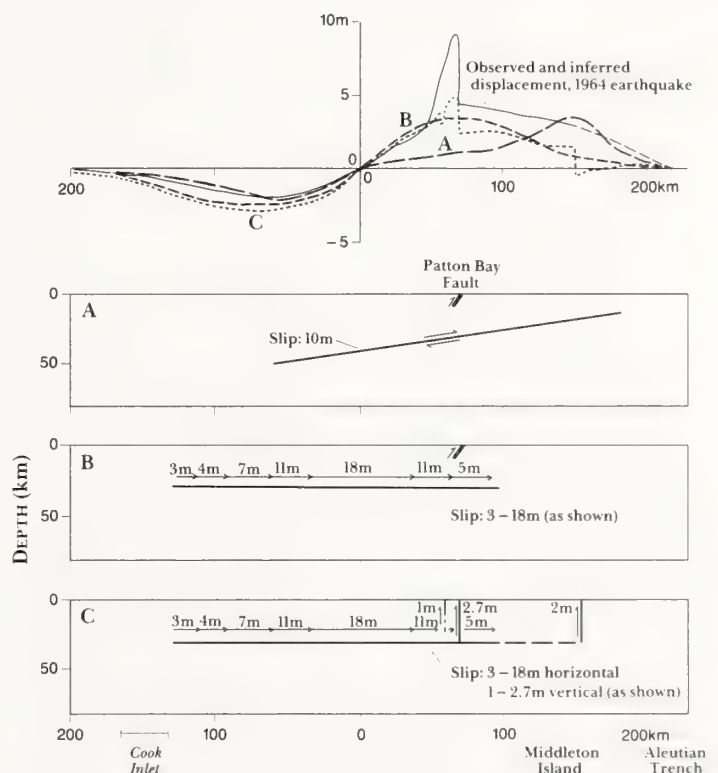 10m
Observed and inferred
displacement, 1964 earthquake
5
B
A
0
200
0
100
200km
C
−5
Patton Bay
Fault
0
A
Slip: 10m
50
0
B
3m 4m 7m 11m 18m 11m 5m
50
Slip: 3 – 18m (as shown)
DEPTH (km)
0
C
1m 2.7m 2m
3m 4m 7m 11m 18m 11m 5m
50
Slip: 3 – 18m horizontal
1 – 2.7m vertical (as shown)
200 100 0 100 200km
Cook
Inlet
Middleton
Island
Aleutian
Trench